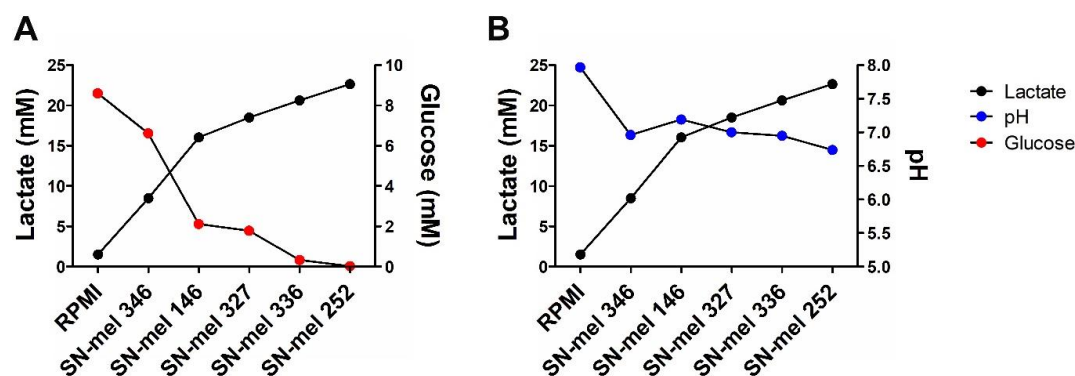 A
B
25
20
15
10
5
0
Lactate (mM)
10
8
6
4
2
0
Glucose (mM)
RPMI
SN-mel 346
SN-mel 146
SN-mel 327
SN-mel 336
SN-mel 252
25
20
15
10
5
0
Lactate (mM)
8.0
7.5
7.0
6.5
6.0
5.5
5.0
pH
RPMI
SN-mel 346
SN-mel 146
SN-mel 327
SN-mel 336
SN-mel 252
Lactate
pH
Glucose